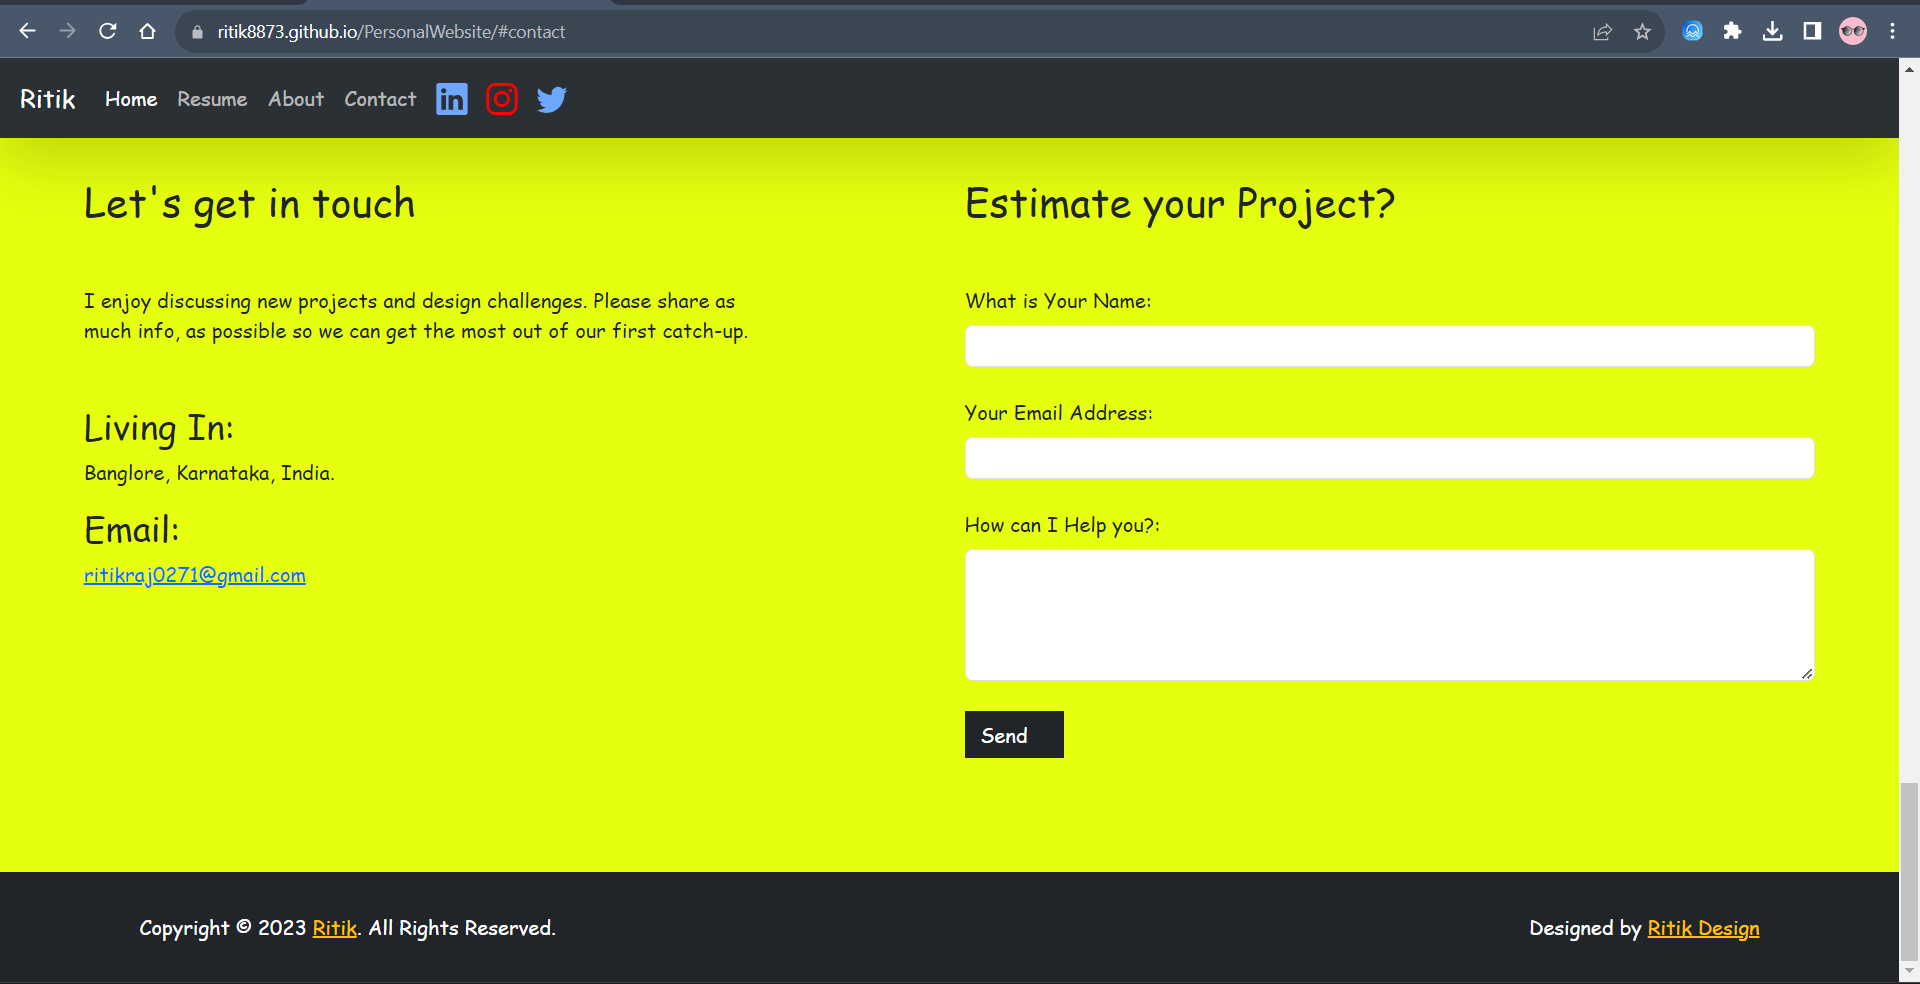 ritik8873.github.io/PersonalWebsite/#contact
Ritik Home Resume About Contact
Let's get in touch
I enjoy discussing new projects and design challenges. Please share as
much info, as possible so we can get the most out of our first catch-up.
Living In:
Banglore, Karnataka, India.
Email:
ritikraj0271@gmail.com
Estimate your Project?
What is Your Name:
Your Email Address:
How can I Help you?:
Send
Copyright © 2023 Ritik. All Rights Reserved.
Designed by Ritik Design